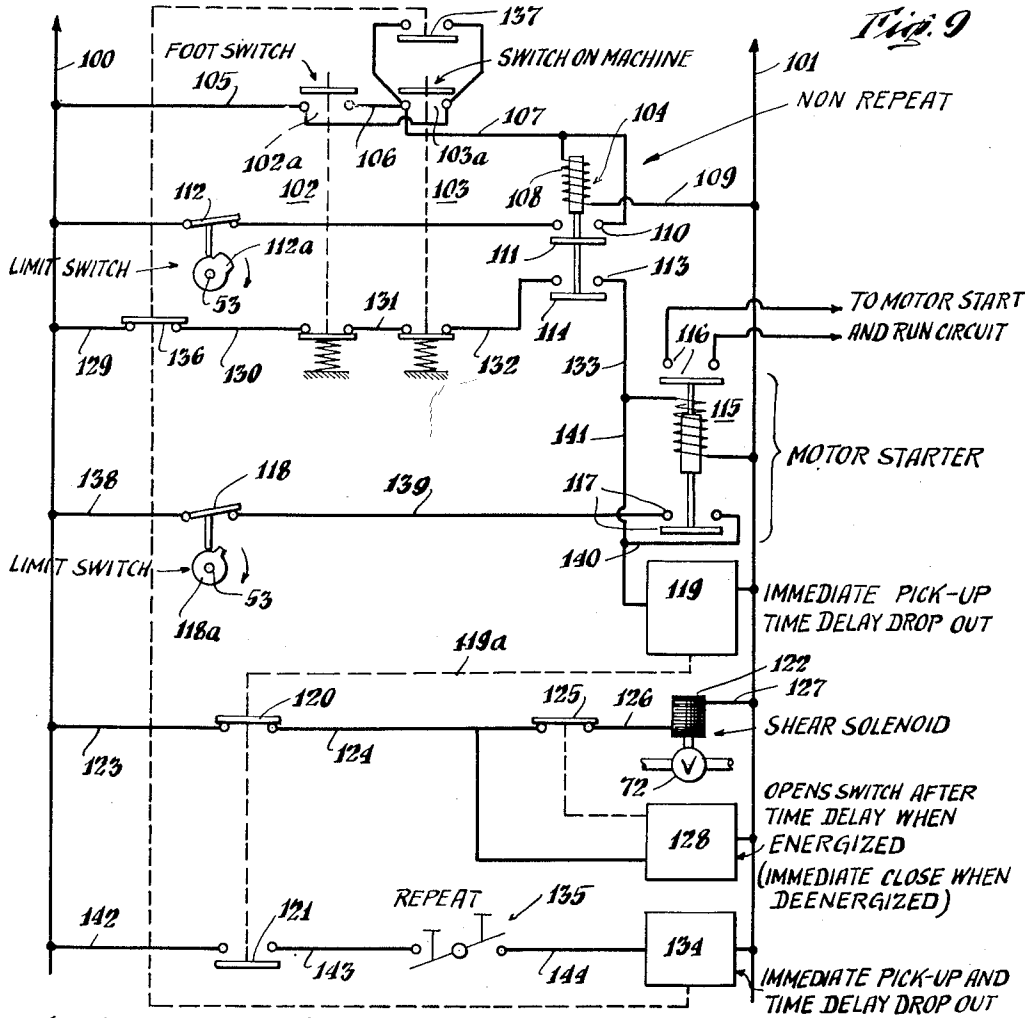 Fig. 9
137
100
FOOT SWITCH
SWITCH ON MACHINE
101
105
NON REPEAT
106
107
104
102a
103a
108
102
103
109
112
110
112a
111
LIMIT SWITCH
113
53
131
114
TO MOTOR START
116
AND RUN CIRCUIT
129
136
130
132
133
115
141
MOTOR STARTER
138
118
139
117
LIMIT SWITCH
140
53
118a
119
IMMEDIATE PICK-UP
TIME DELAY DROP OUT
119a
122
120
125
126
127
SHEAR SOLENOID
123
124
V
72
OPENS SWITCH AFTER
TIME DELAY WHEN
ENERGIZED
128
(IMMEDIATE CLOSE WHEN
DEENERGIZED)
REPEAT
135
142
121
143
144
134
IMMEDIATE PICK-UP AND
TIME DELAY DROP OUT